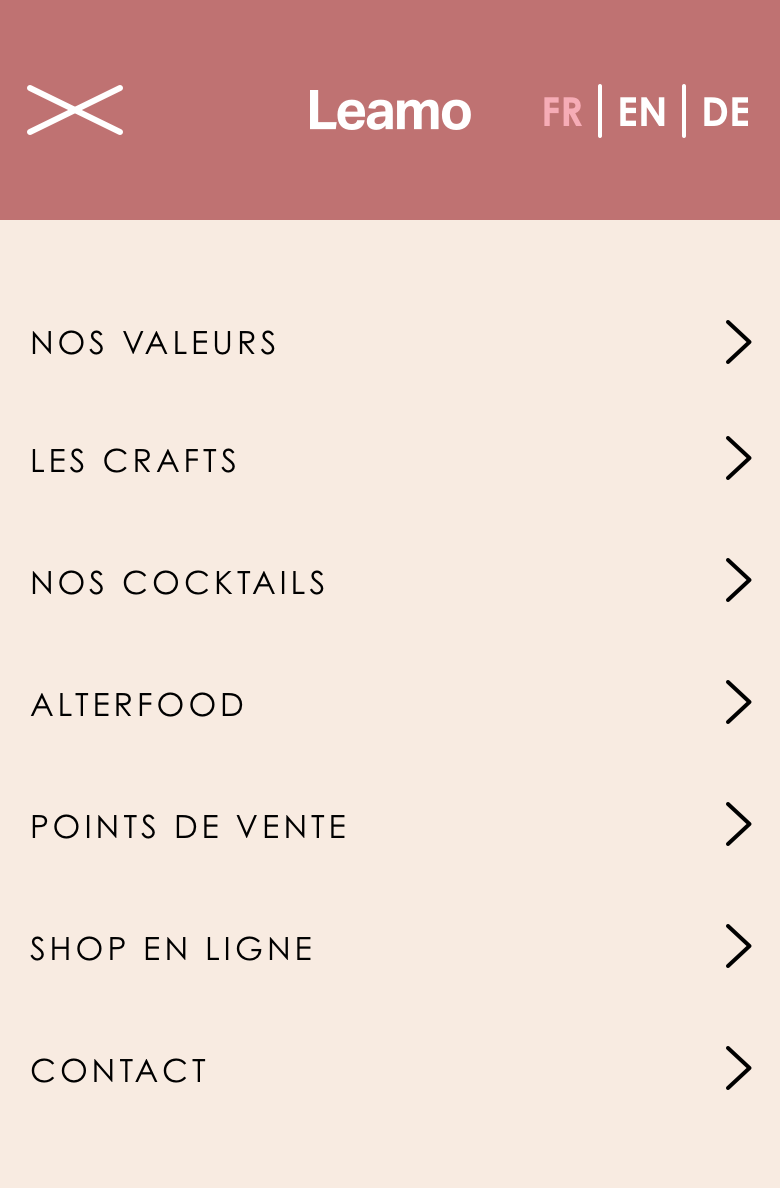 Leamo FR | EN | DE
NOS VALEURS
LES CRAFTS
NOS COCKTAILS
ALTERFOOD
POINTS DE VENTE
SHOP EN LIGNE
CONTACT